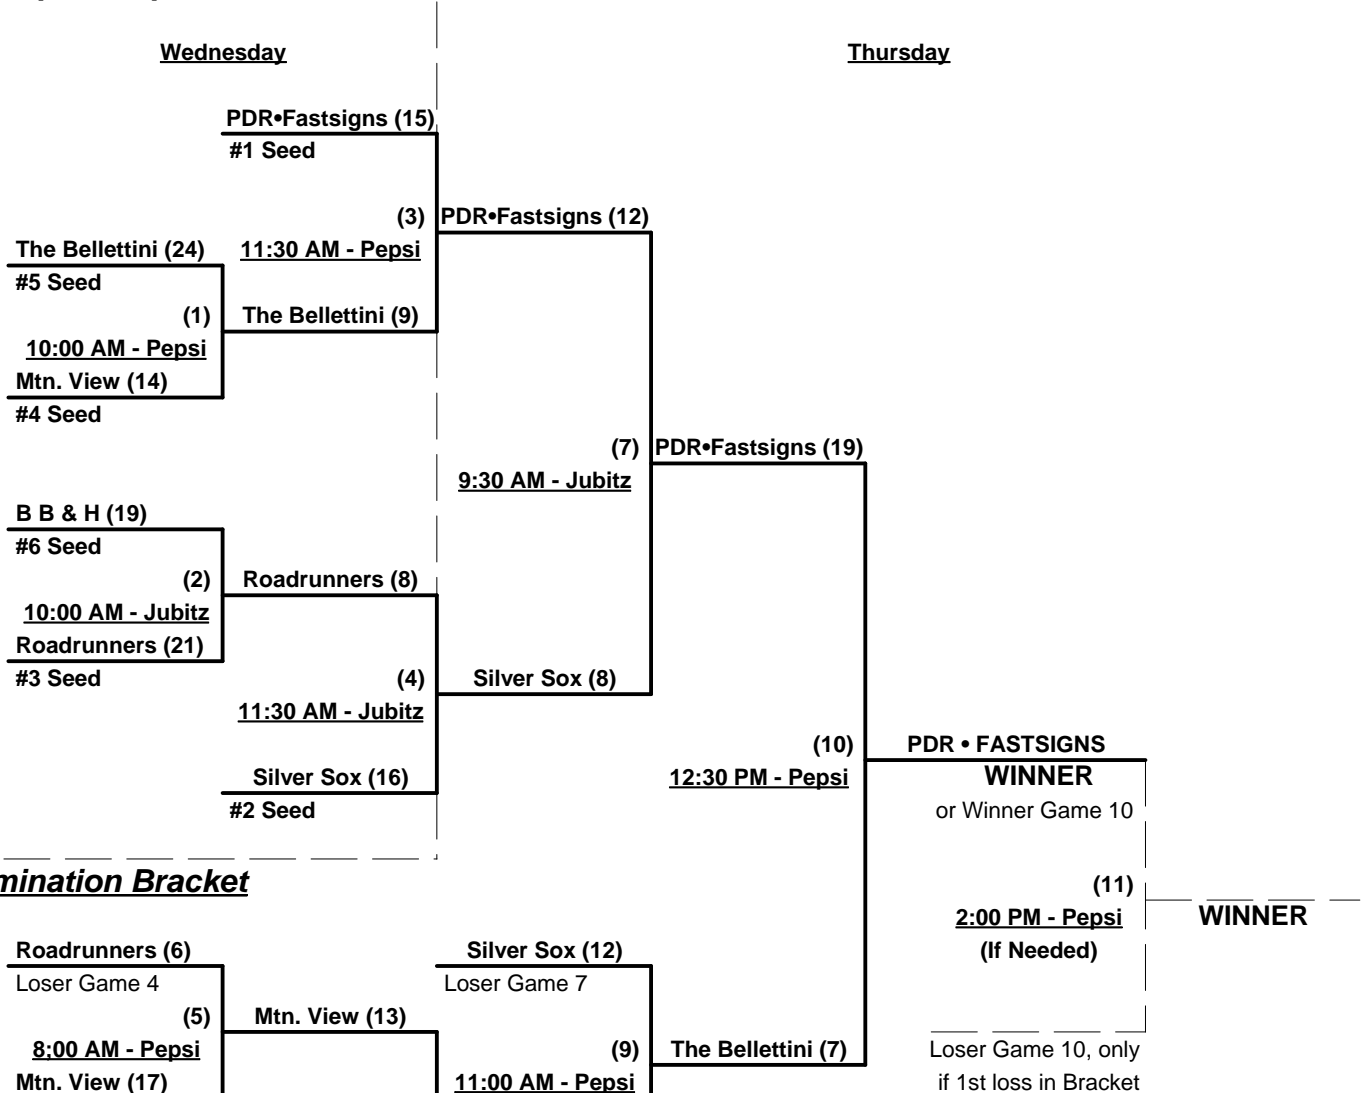 Wednesday
Thursday
PDR•Fastsigns (15)
#1 Seed
(3)
PDR•Fastsigns (12)
The Bellettini (24)
11:30 AM - Pepsi
#5 Seed
(1)
The Bellettini (9)
10:00 AM - Pepsi
Mtn. View (14)
#4 Seed
(7)
PDR•Fastsigns (19)
9:30 AM - Jubitz
B B & H (19)
#6 Seed
(2)
Roadrunners (8)
10:00 AM - Jubitz
Roadrunners (21)
#3 Seed
(4)
Silver Sox (8)
11:30 AM - Jubitz
(10)
PDR • FASTSIGNS
Silver Sox (16)
12:30 PM - Pepsi
WINNER
#2 Seed
or Winner Game 10
mination Bracket
(11)
2:00 PM - Pepsi
WINNER
(If Needed)
Roadrunners (6)
Silver Sox (12)
Loser Game 4
Loser Game 7
(5)
Mtn. View (13)
8;00 AM - Pepsi
(9)
The Bellettini (7)
Loser Game 10, only
Mtn. View (17)
11:00 AM - Pepsi
if 1st loss in Bracket